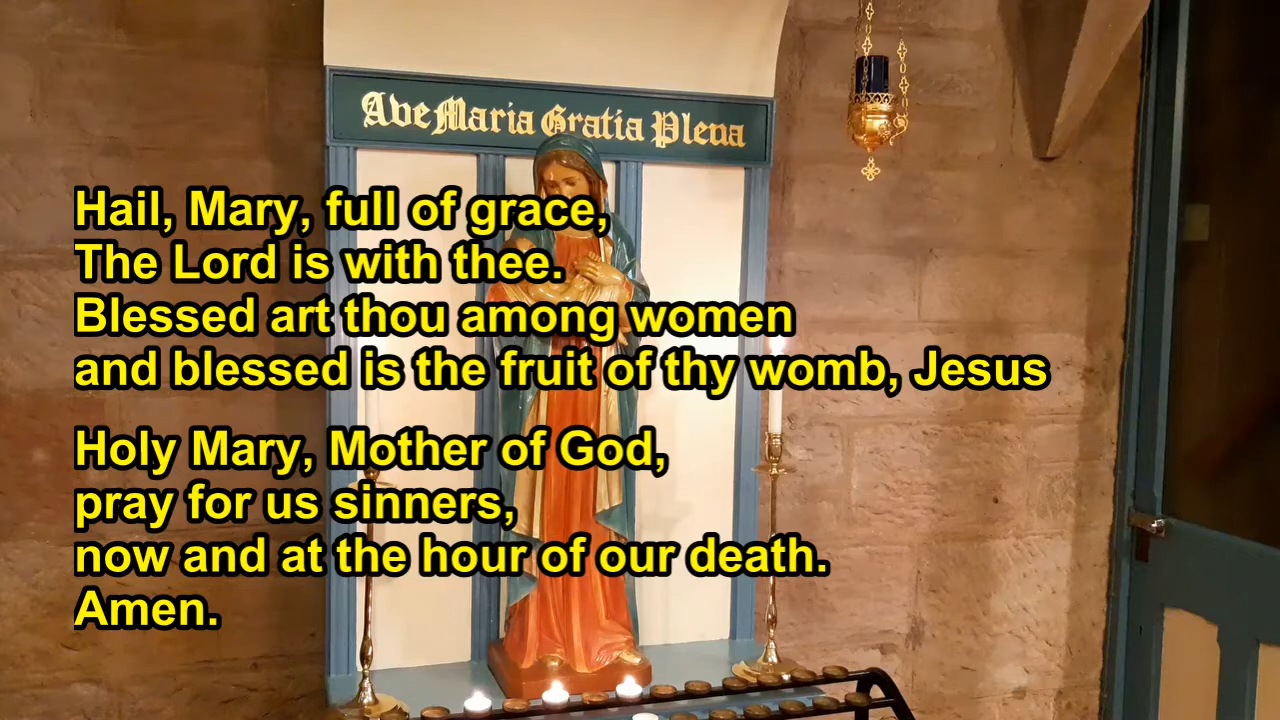 Ave Maria Gratia Plena
Hail, Mary, full of grace,
The Lord is with thee.
Blessed art thou among women
and blessed is the fruit of thy womb, Jesus
Holy Mary, Mother of God,
pray for us sinners,
now and at the hour of our death.
Amen.